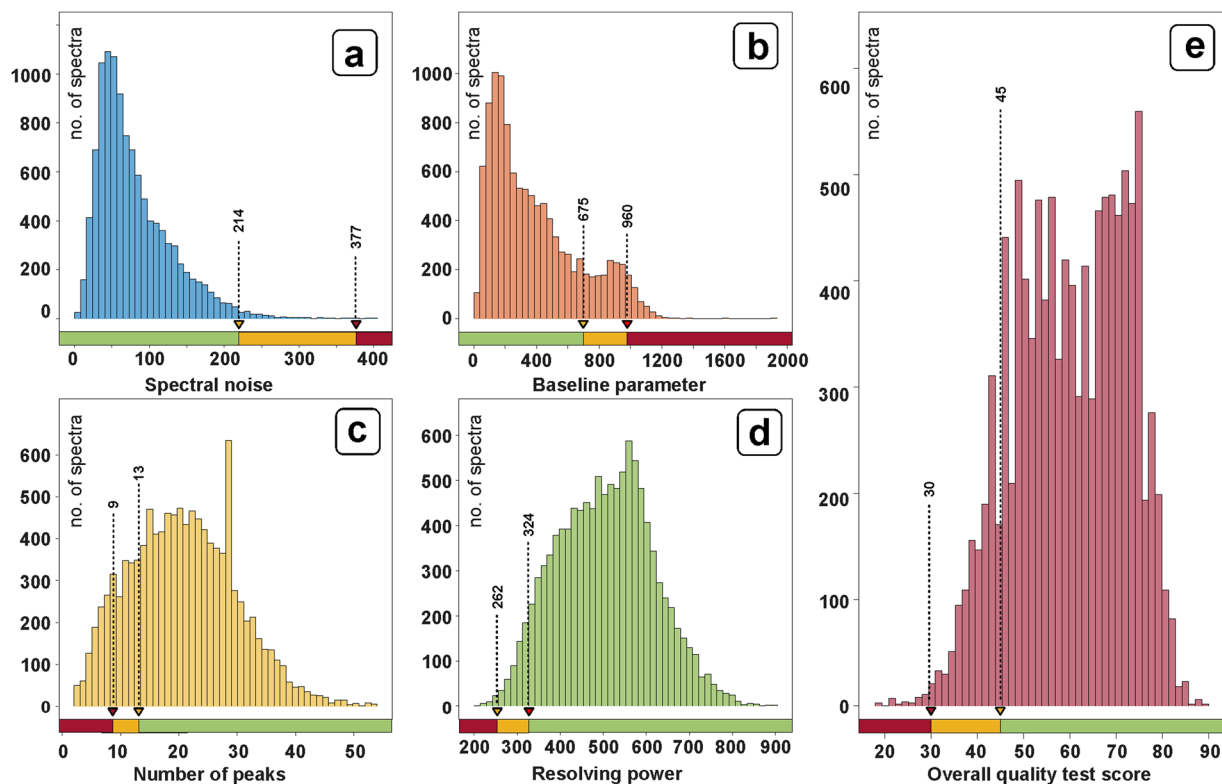 a
no. of spectra
1000
800
600
400
200
0
214
377
0 100 200 300 400
Spectral noise
b
no. of spectra
1000
800
600
400
200
0
675
960
0 400 800 1200 1600 2000
Baseline parameter
c
no. of spectra
600
500
400
300
200
100
0
9
13
0 10 20 30 40 50
Number of peaks
d
no. of spectra
600
500
400
300
200
100
0
262
324
200 300 400 500 600 700 800 900
Resolving power
e
no. of spectra
600
500
400
300
200
100
0
30
45
20 30 40 50 60 70 80 90
Overall quality test score